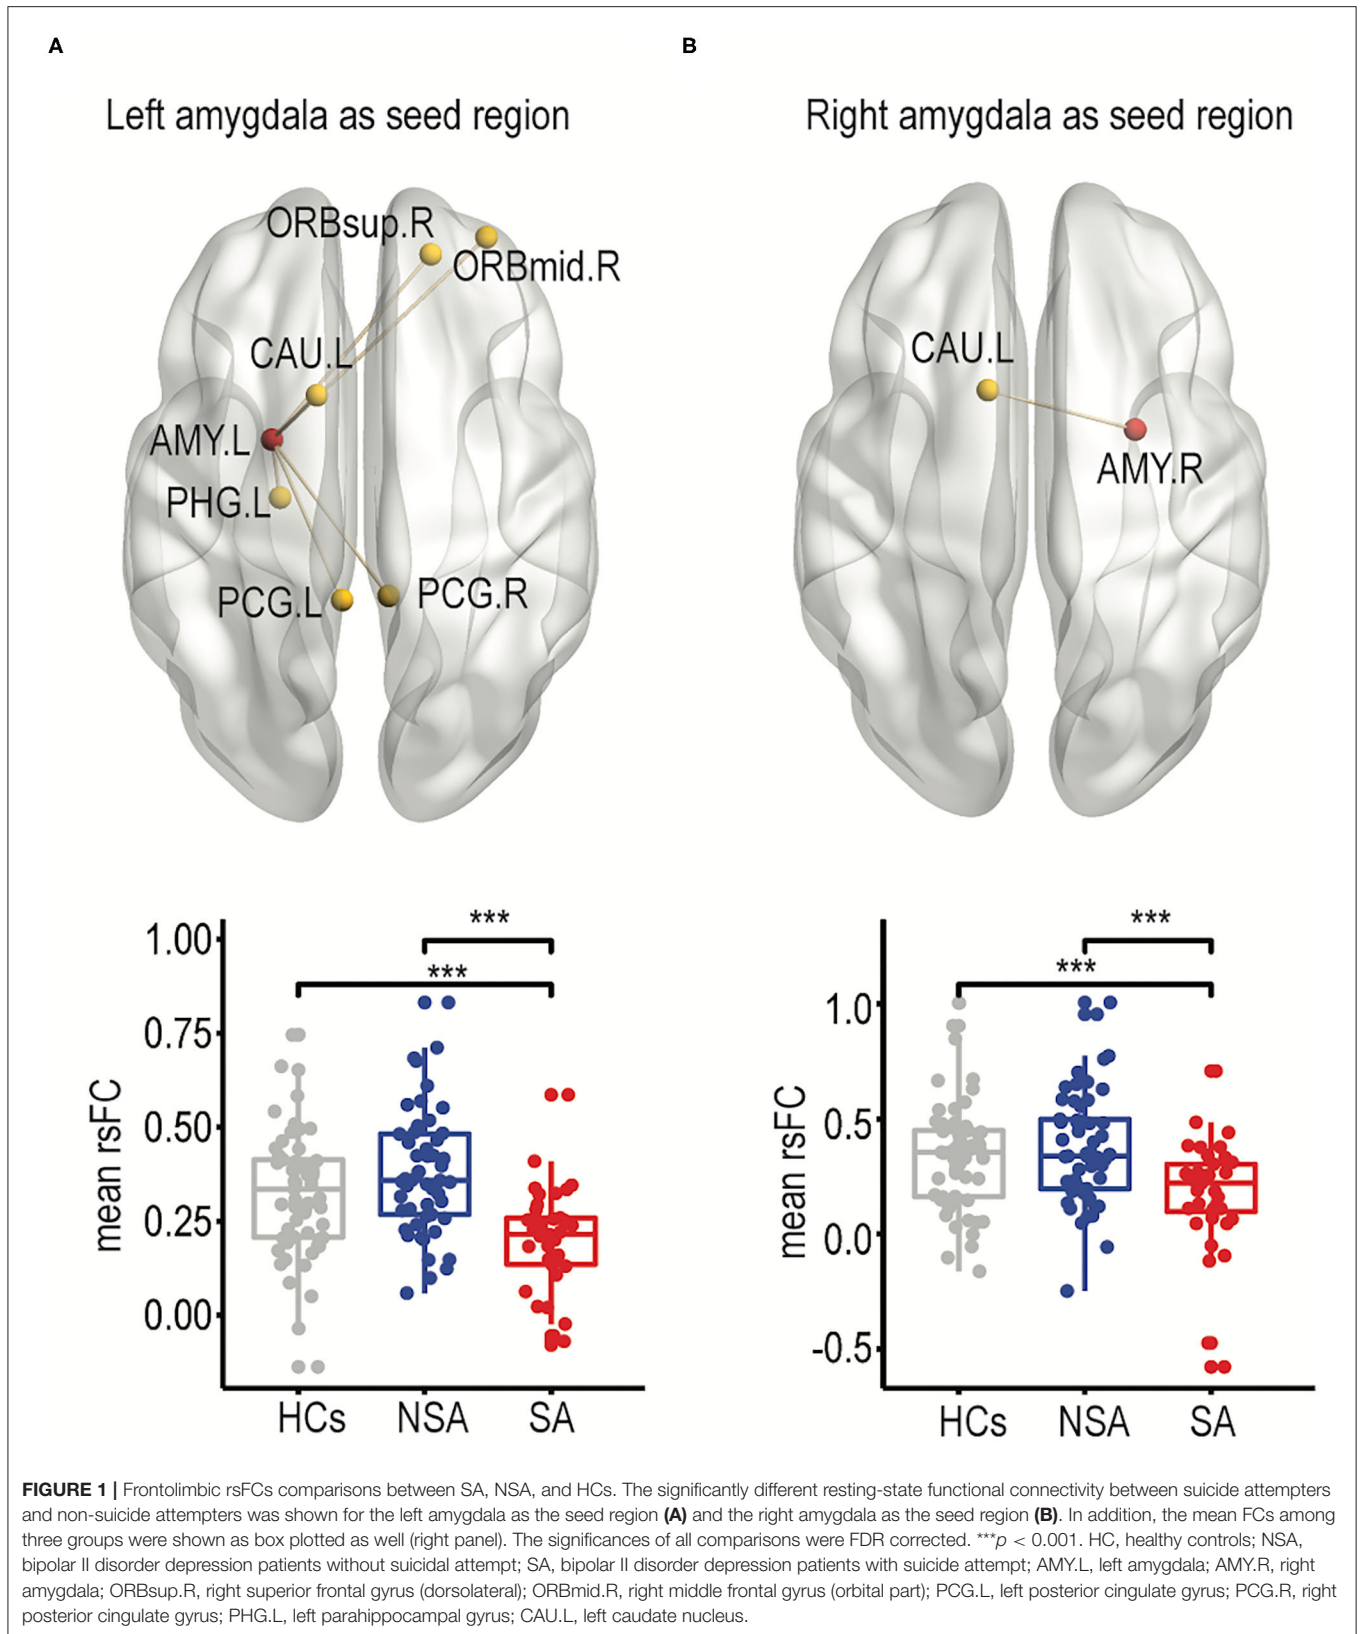 A
B
Left amygdala as seed region
Right amygdala as seed region
ORBsup.R
ORBmid.R
CAU.L
AMY.L
PHG.L
PCG.L
PCG.R
CAU.L
AMY.R
***
***
1.00
0.75
0.50
0.25
0.00
mean rsFC
HCs
NSA
SA
***
***
1.0
0.5
0.0
-0.5
mean rsFC
HCs
NSA
SA
FIGURE 1 | Frontolimbic rsFCs comparisons between SA, NSA, and HCs. The significantly different resting-state functional connectivity between suicide attempters
and non-suicide attempters was shown for the left amygdala as the seed region (A) and the right amygdala as the seed region (B). In addition, the mean FCs among
three groups were shown as box plotted as well (right panel). The significances of all comparisons were FDR corrected. ***p < 0.001. HC, healthy controls; NSA,
bipolar II disorder depression patients without suicidal attempt; SA, bipolar II disorder depression patients with suicide attempt; AMY.L, left amygdala; AMY.R, right
amygdala; ORBsup.R, right superior frontal gyrus (dorsolateral); ORBmid.R, right middle frontal gyrus (orbital part); PCG.L, left posterior cingulate gyrus; PCG.R, right
posterior cingulate gyrus; PHG.L, left parahippocampal gyrus; CAU.L, left caudate nucleus.